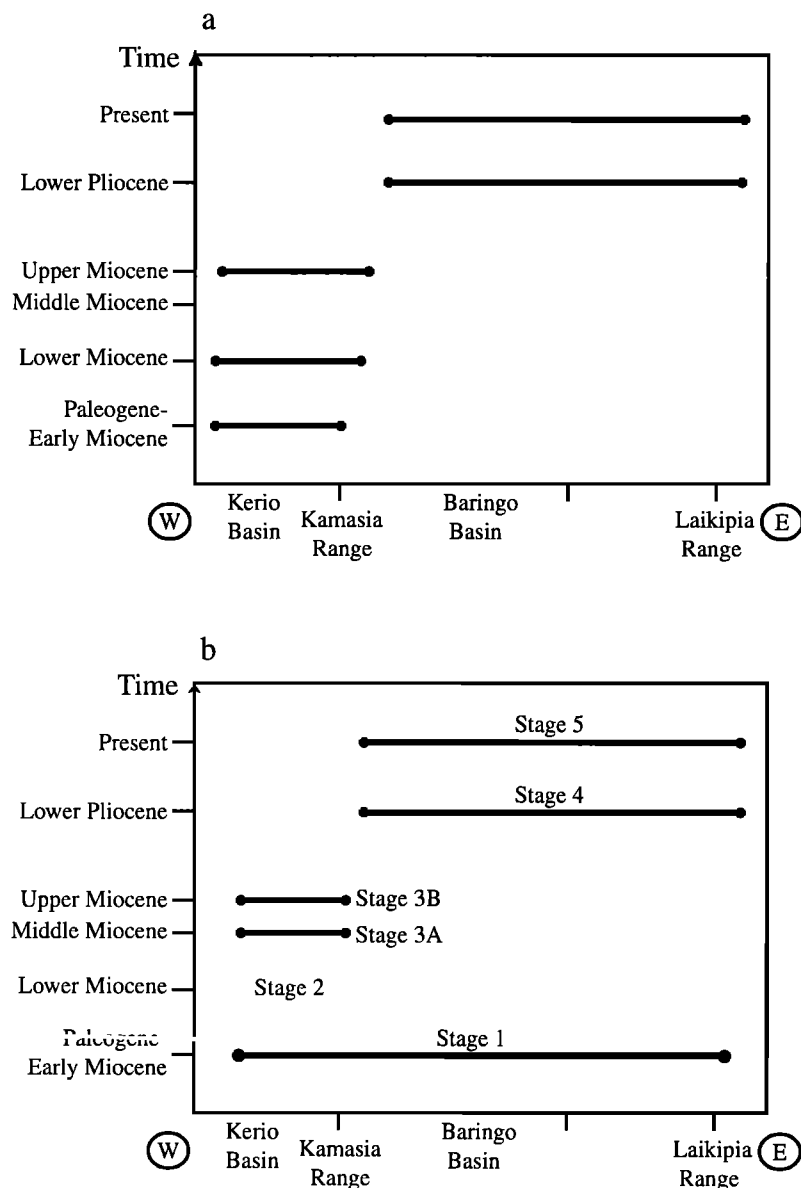 a
Time
Present
Lower Pliocene
Upper Miocene
Middle Miocene
Lower Miocene
Paleogene-
Early Miocene
W
Kerio
Basin
Kamasia
Range
Baringo
Basin
Laikipia
Range
E
b
Time
Present
Stage 5
Lower Pliocene
Stage 4
Upper Miocene
Stage 3B
Middle Miocene
Stage 3A
Lower Miocene
Stage 2
Paleogene
Early Miocene
Stage 1
W
Kerio
Basin
Kamasia
Range
Baringo
Basin
Laikipia
Range
E